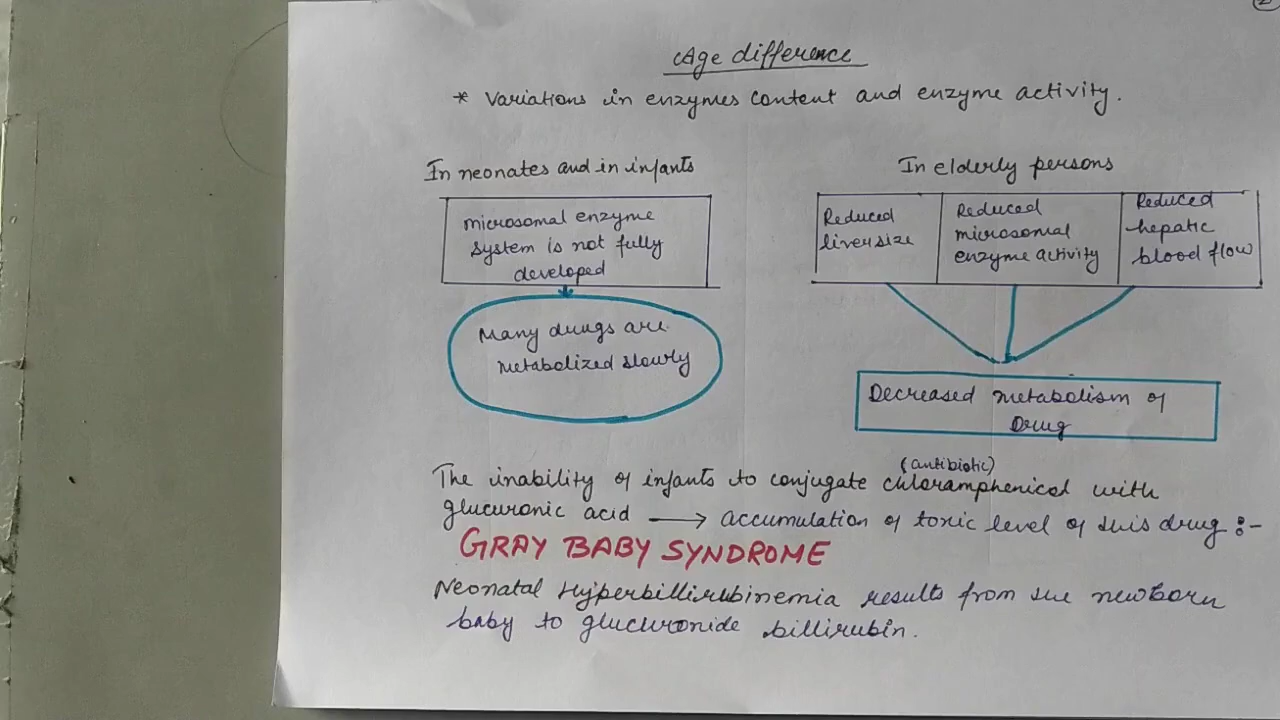 Age difference
* Variations in enzymes content and enzyme activity.
In neonates and in infants
microsomal enzyme
system is not fully
developed
Many drugs are
metabolized slowly
In elderly persons
Reduced
liver size
Reduced
microsomal
enzyme activity
Reduced
hepatic
blood flow
Decreased metabolism of
Drug
(antibiotic)
The inability of infants to conjugate chloramphenical with
glucuronic acid → accumulation of toxic level of this drug :-
GRAY BABY SYNDROME
Neonatal Hyperbillirubinemia results from the newborn
baby to glucuronide billirubin.